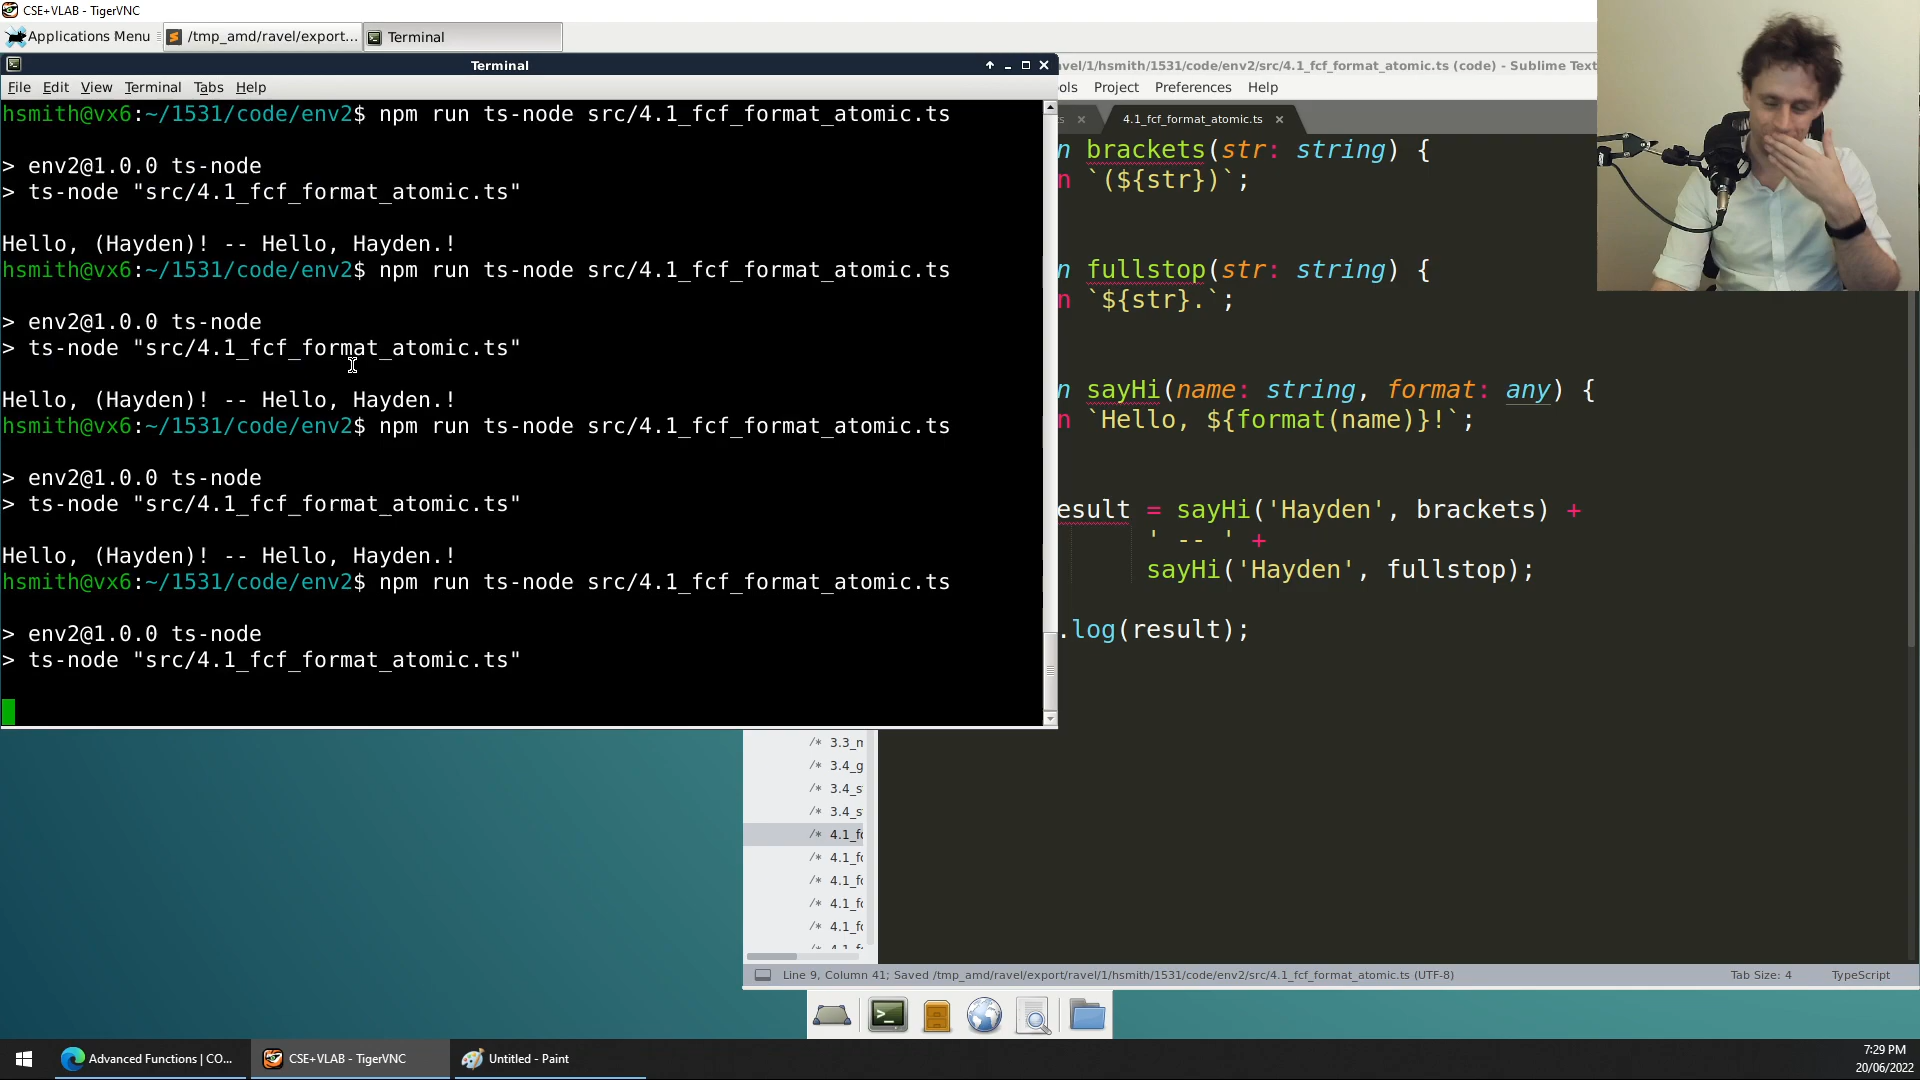 CSE+VLAB - TigerVNC
Applications Menu
/tmp_amd/ravel/export...
Terminal
Terminal
File Edit View Terminal Tabs Help
hsmith@vx6:~/1531/code/env2$ npm run ts-node src/4.1_fcf_format_atomic.ts
> env2@1.0.0 ts-node
> ts-node "src/4.1_fcf_format_atomic.ts"
Hello, (Hayden)! -- Hello, Hayden.!
hsmith@vx6:~/1531/code/env2$ npm run ts-node src/4.1_fcf_format_atomic.ts
> env2@1.0.0 ts-node
> ts-node "src/4.1_fcf_format_atomic.ts"
Hello, (Hayden)! -- Hello, Hayden.!
hsmith@vx6:~/1531/code/env2$ npm run ts-node src/4.1_fcf_format_atomic.ts
> env2@1.0.0 ts-node
> ts-node "src/4.1_fcf_format_atomic.ts"
Hello, (Hayden)! -- Hello, Hayden.!
hsmith@vx6:~/1531/code/env2$ npm run ts-node src/4.1_fcf_format_atomic.ts
> env2@1.0.0 ts-node
> ts-node "src/4.1_fcf_format_atomic.ts"
avel/1/hsmith/1531/code/env2/src/4.1_fcf_format_atomic.ts (code) - Sublime Text
ols Project Preferences Help
s
4.1_fcf_format_atomic.ts
n brackets(str: string) {
n `(${str})`;
n fullstop(str: string) {
n `${str}.`;
n sayHi(name: string, format: any) {
n `Hello, ${format(name)}!`;
esult = sayHi('Hayden', brackets) +
' -- ' +
sayHi('Hayden', fullstop);
.log(result);
/* 3.3_n
/* 3.4_g
/* 3.4_s
/* 3.4_s
/* 4.1_fc
/* 4.1_fc
/* 4.1_fc
/* 4.1_fc
/* 4.1_fc
Line 9, Column 41; Saved /tmp_amd/ravel/export/ravel/1/hsmith/1531/code/env2/src/4.1_fcf_format_atomic.ts (UTF-8)
Tab Size: 4
TypeScript
Advanced Functions | CO...
CSE+VLAB - TigerVNC
Untitled - Paint
7:29 PM
20/06/2022